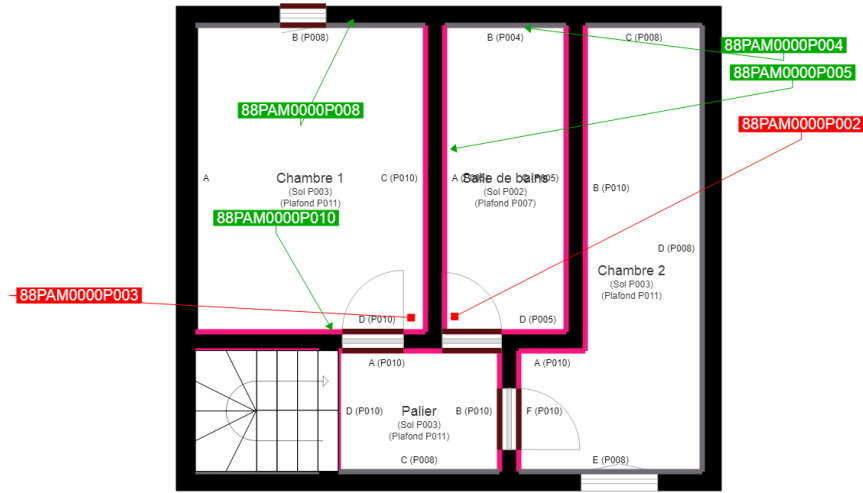 B (P008)
B (P004)
C (P008)
88PAM0000P004
88PAM0000P005
88PAM0000P008
88PAM0000P002
A
Chambre 1
(Sol P003)
(Plafond P011)
C (P010)
Salle de bains
(Sol P002)
(Plafond P007)
B (P010)
88PAM0000P010
D (P008)
Chambre 2
(Sol P003)
(Plafond P011)
88PAM0000P003
D (P010)
D (P005)
A (P010)
A (P010)
D (P010)
Palier
(Sol P003)
(Plafond P011)
B (P010)
F (P010)
C (P008)
E (P008)